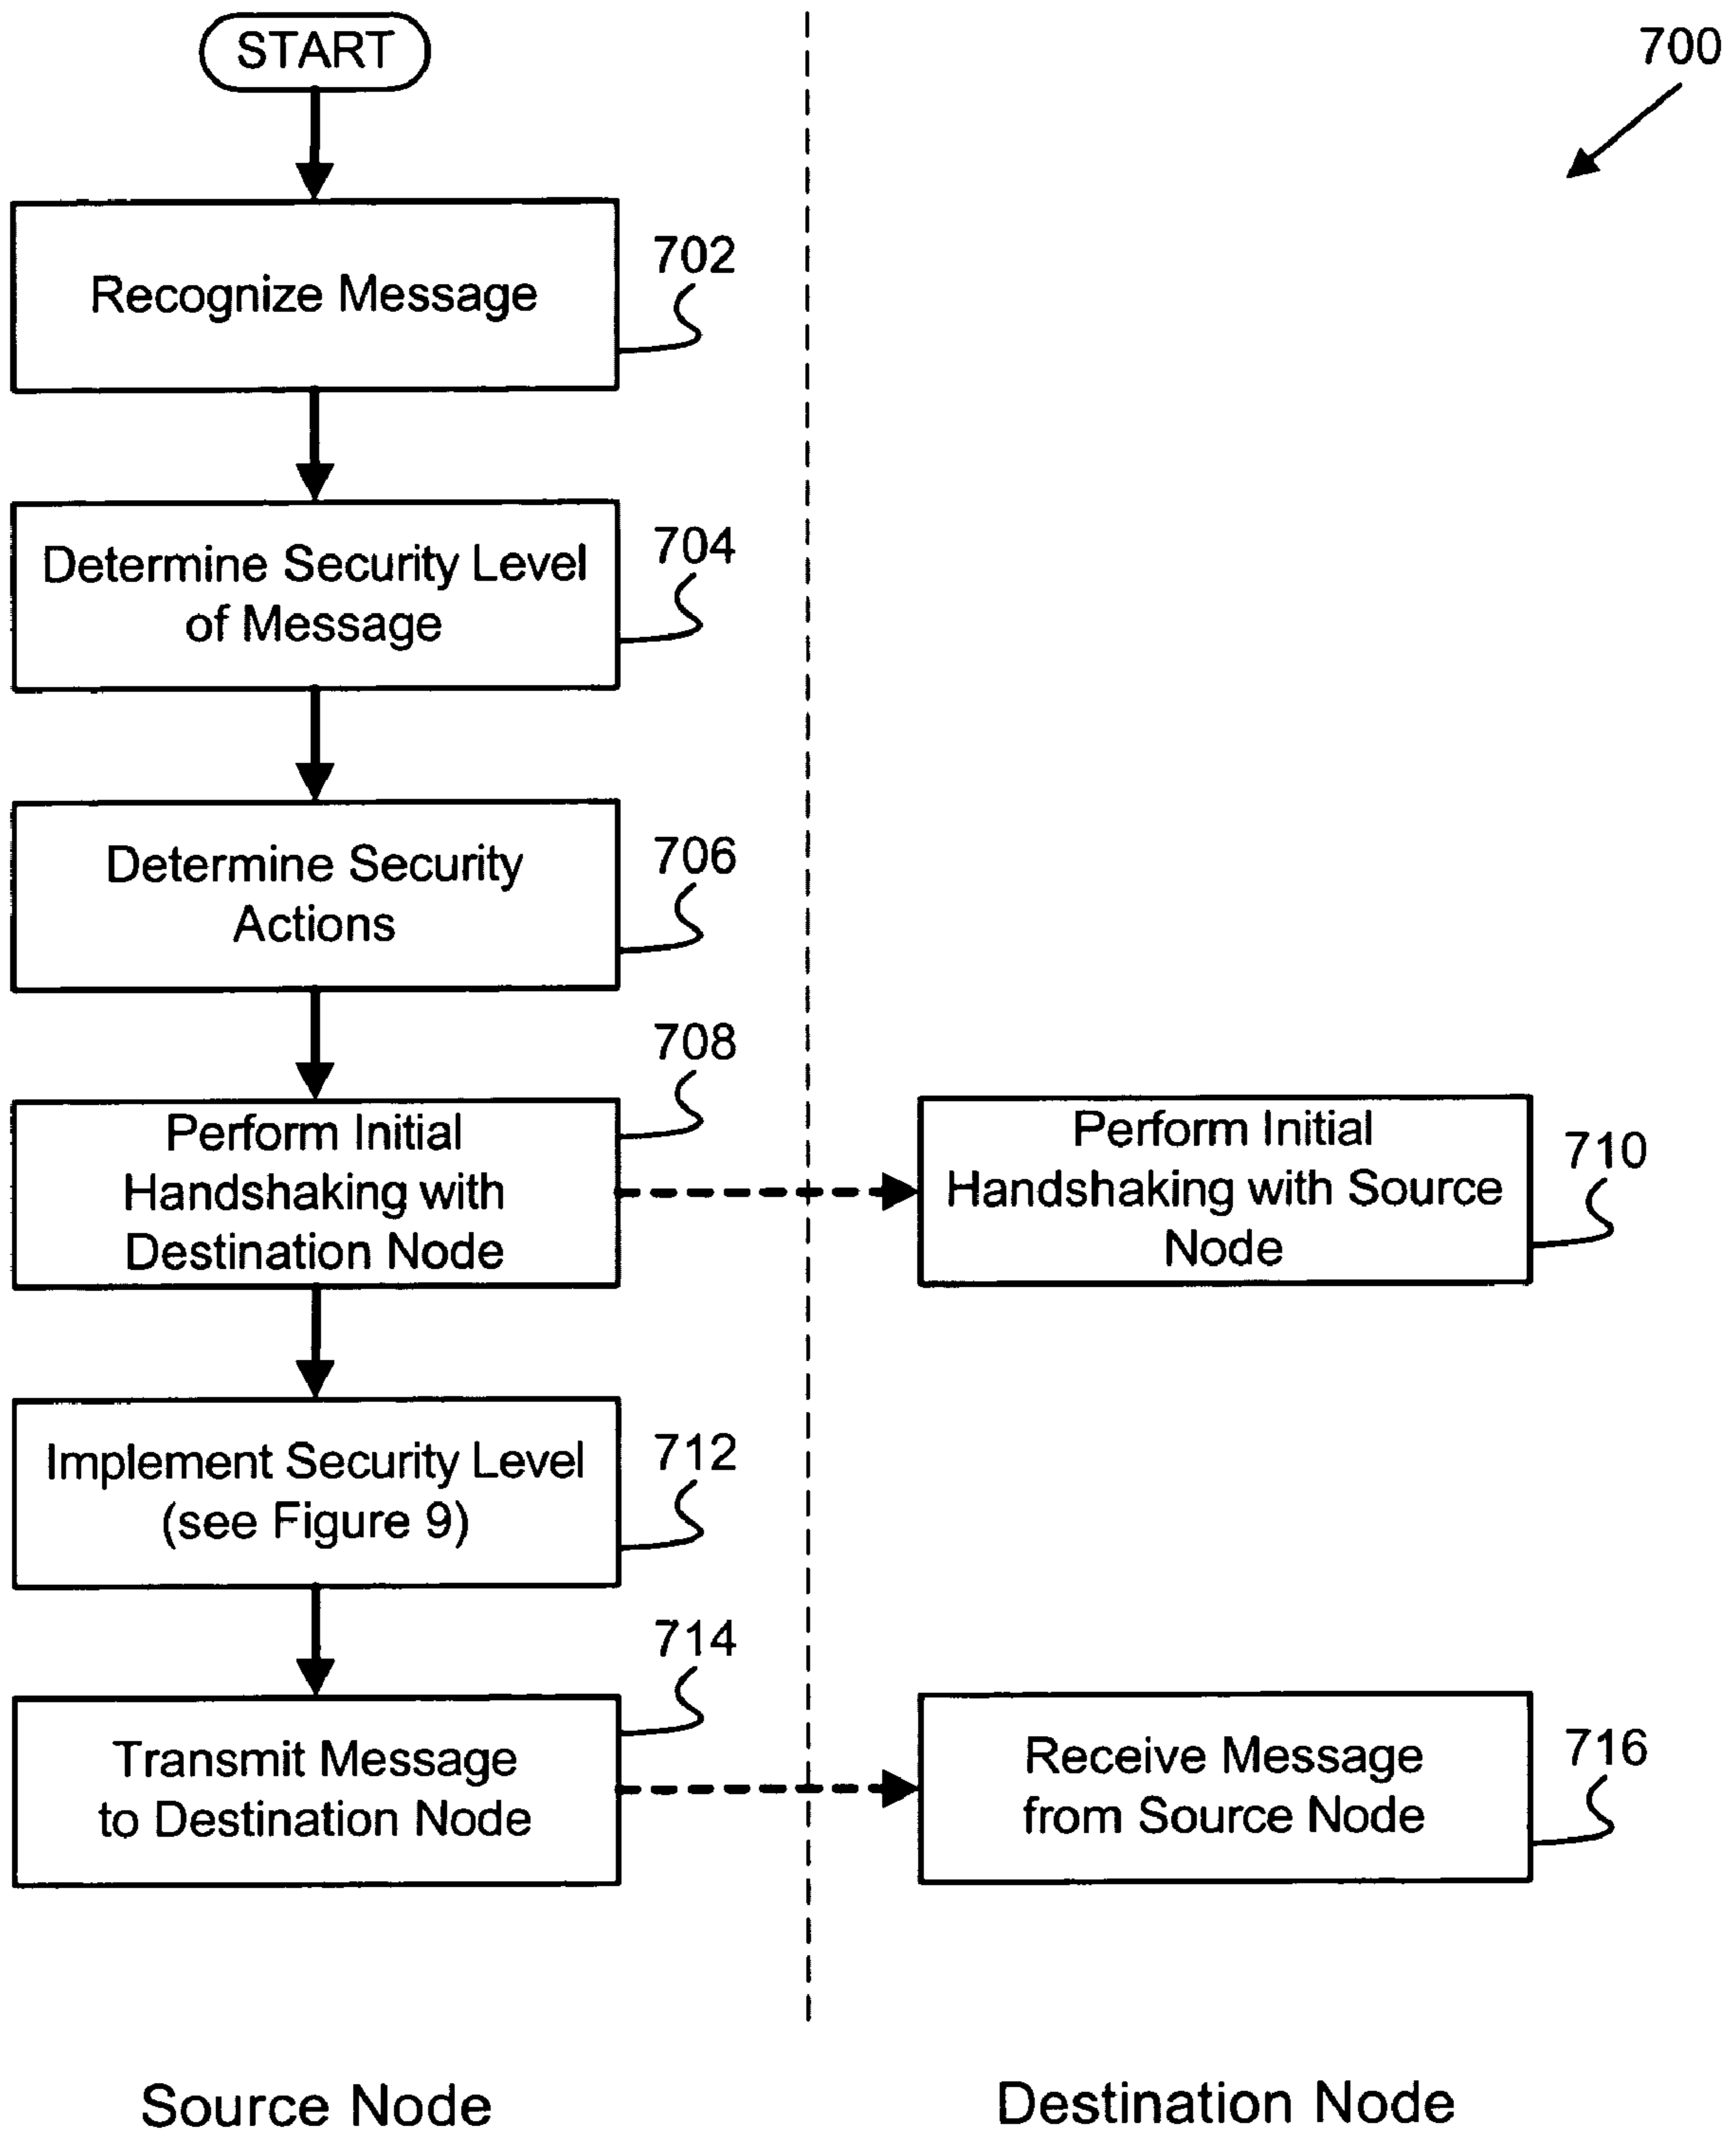 START
700
Recognize Message
702
Determine Security Level
of Message
704
Determine Security
Actions
706
Perform Initial
Handshaking with
Destination Node
708
Perform Initial
Handshaking with Source
Node
710
Implement Security Level
(see Figure 9)
712
Transmit Message
to Destination Node
714
Receive Message
from Source Node
716
Source Node
Destination Node